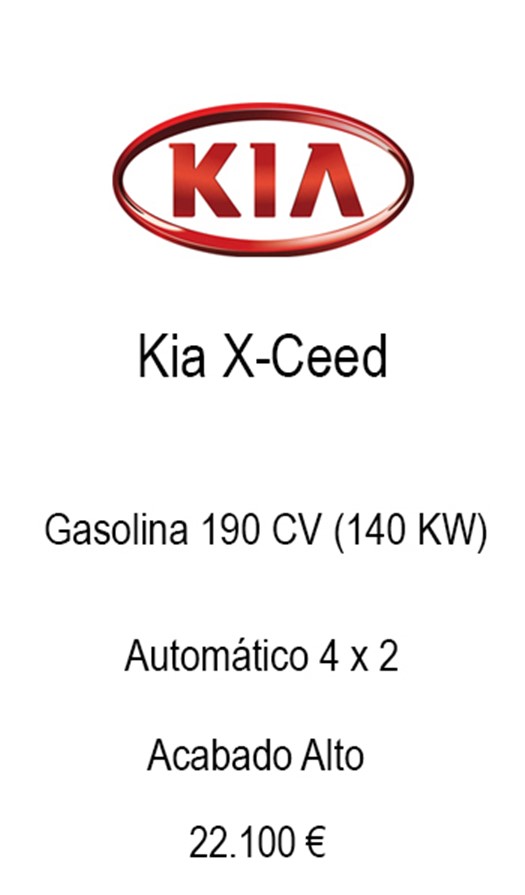 KIA
Kia X-Ceed
Gasolina 190 CV (140 KW)
Automático 4 x 2
Acabado Alto
22.100 €